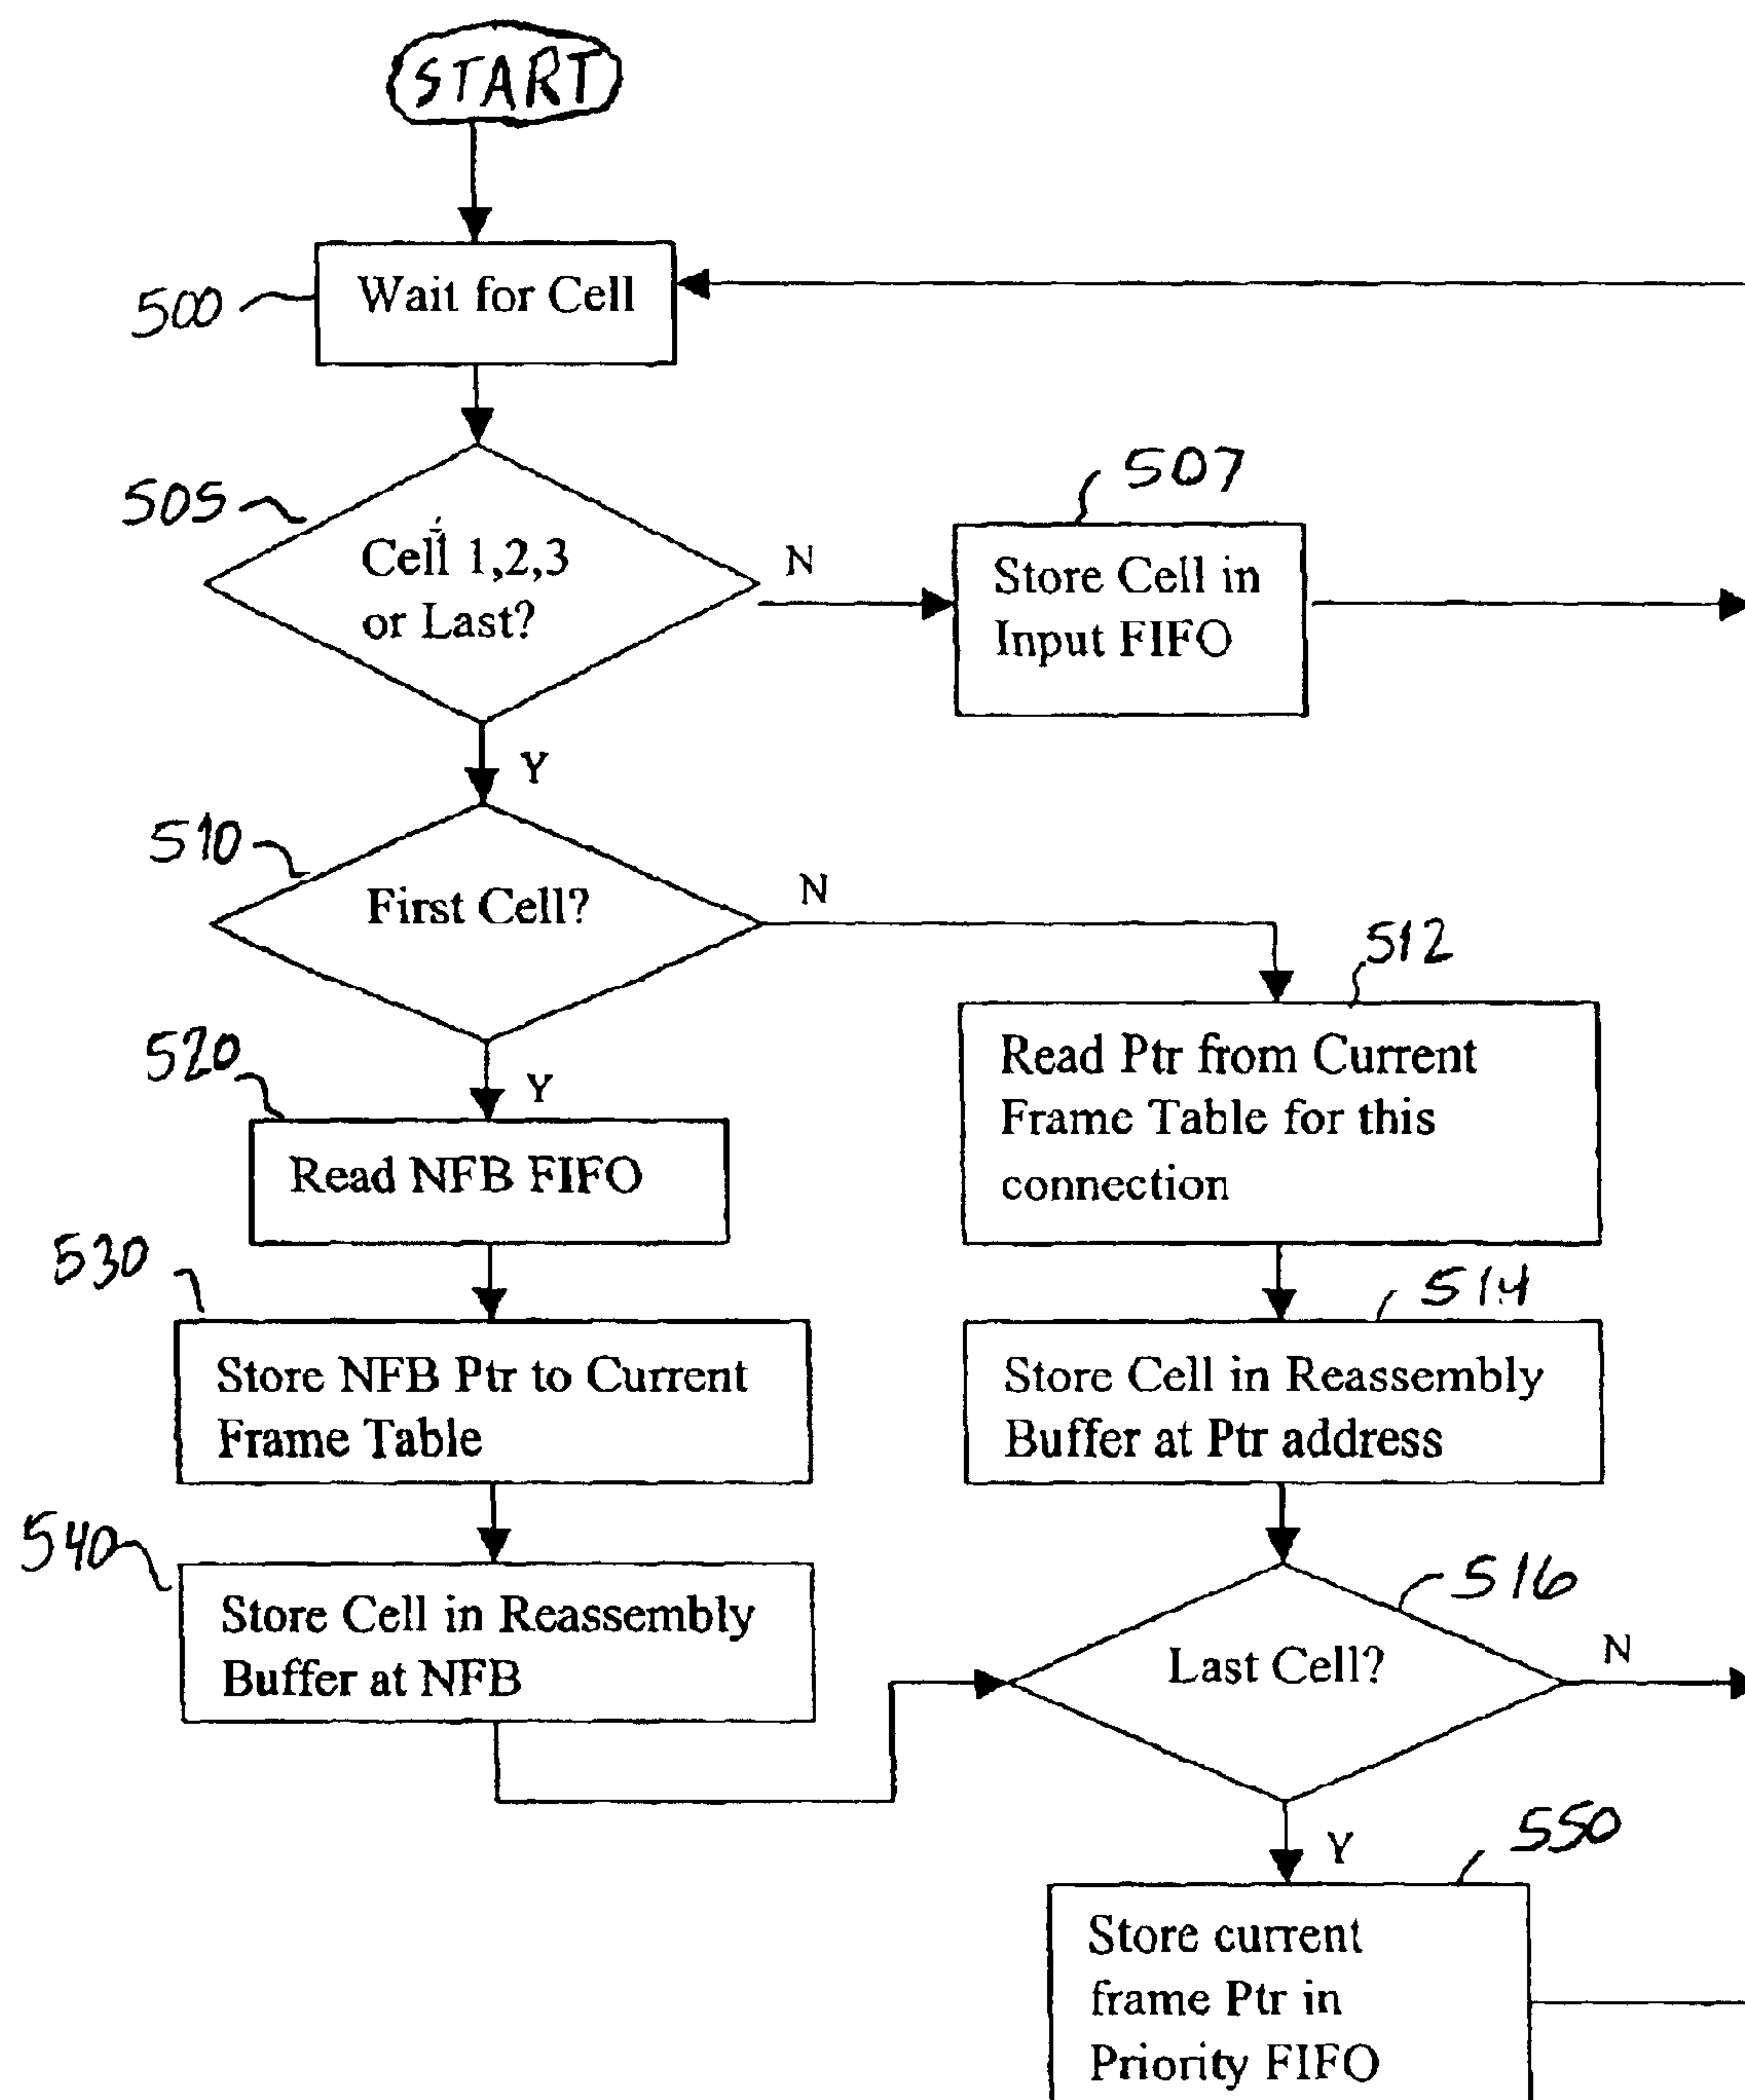 START
500
Wait for Cell
505
Cell 1,2,3
or Last?
N
507
Store Cell in
Input FIFO
Y
510
First Cell?
N
512
Read Ptr from Current
Frame Table for this
connection
520
Y
Read NFB FIFO
530
Store NFB Ptr to Current
Frame Table
514
Store Cell in Reassembly
Buffer at Ptr address
540
Store Cell in Reassembly
Buffer at NFB
516
Last Cell?
N
Y
550
Store current
frame Ptr in
Priority FIFO